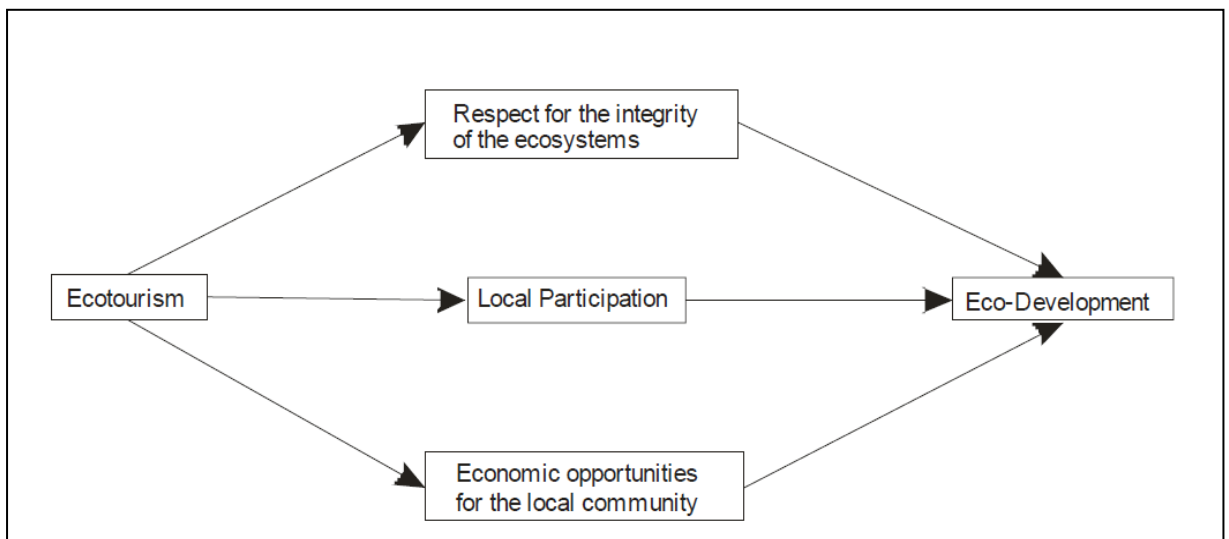 Respect for the integrity
of the ecosystems
Ecotourism
Local Participation
Eco-Development
Economic opportunities
for the local community